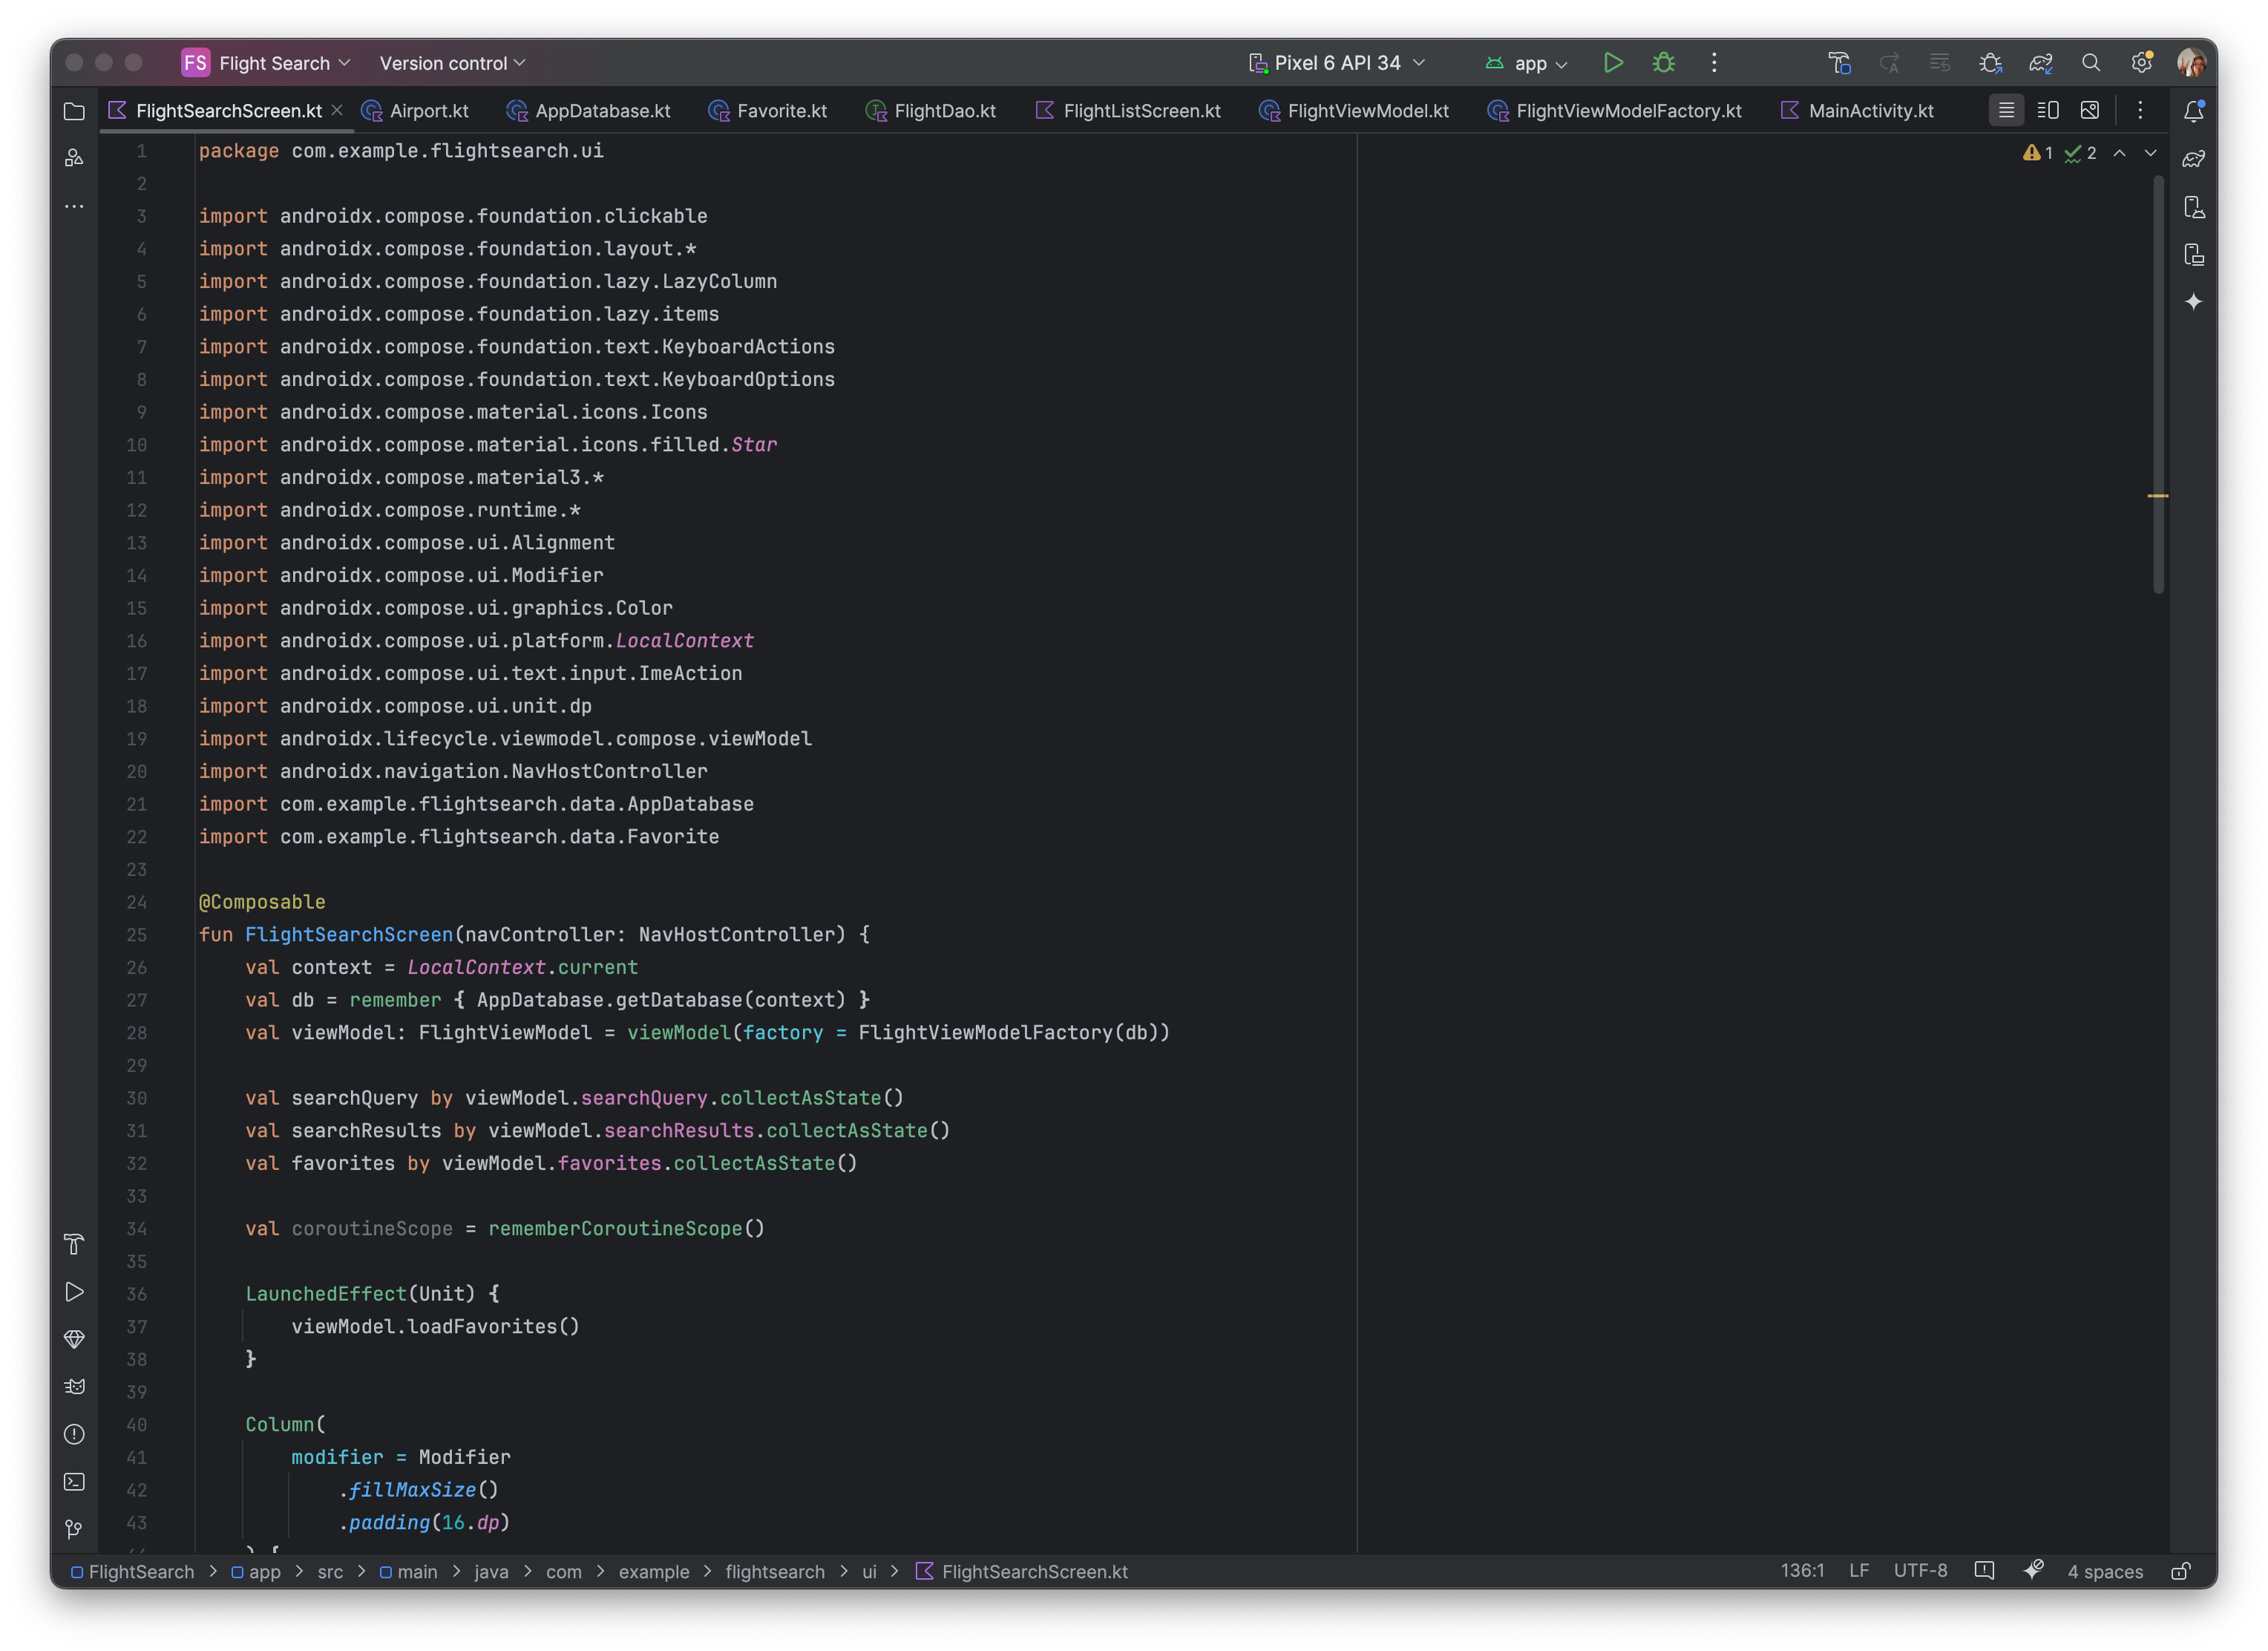 FS Flight Search Version control Pixel 6 API 34 app
FlightSearchScreen.kt Airport.kt AppDatabase.kt Favorite.kt FlightDao.kt FlightListScreen.kt FlightViewModel.kt FlightViewModelFactory.kt MainActivity.kt
1 package com.example.flightsearch.ui 1 2
2
3 import androidx.compose.foundation.clickable
4 import androidx.compose.foundation.layout.*
5 import androidx.compose.foundation.lazy.LazyColumn
6 import androidx.compose.foundation.lazy.items
7 import androidx.compose.foundation.text.KeyboardActions
8 import androidx.compose.foundation.text.KeyboardOptions
9 import androidx.compose.material.icons.Icons
10 import androidx.compose.material.icons.filled.Star
11 import androidx.compose.material3.*
12 import androidx.compose.runtime.*
13 import androidx.compose.ui.Alignment
14 import androidx.compose.ui.Modifier
15 import androidx.compose.ui.graphics.Color
16 import androidx.compose.ui.platform.LocalContext
17 import androidx.compose.ui.text.input.ImeAction
18 import androidx.compose.ui.unit.dp
19 import androidx.lifecycle.viewmodel.compose.viewModel
20 import androidx.navigation.NavHostController
21 import com.example.flightsearch.data.AppDatabase
22 import com.example.flightsearch.data.Favorite
23
24 @Composable
25 fun FlightSearchScreen(navController: NavHostController) {
26 val context = LocalContext.current
27 val db = remember { AppDatabase.getDatabase(context) }
28 val viewModel: FlightViewModel = viewModel(factory = FlightViewModelFactory(db))
29
30 val searchQuery by viewModel.searchQuery.collectAsState()
31 val searchResults by viewModel.searchResults.collectAsState()
32 val favorites by viewModel.favorites.collectAsState()
33
34 val coroutineScope = rememberCoroutineScope()
35
36 LaunchedEffect(Unit) {
37 viewModel.loadFavorites()
38 }
39
40 Column(
41 modifier = Modifier
42 .fillMaxSize()
43 .padding(16.dp)
FlightSearch > app > src > main > java > com > example > flightsearch > ui > FlightSearchScreen.kt 136:1 LF UTF-8 4 spaces